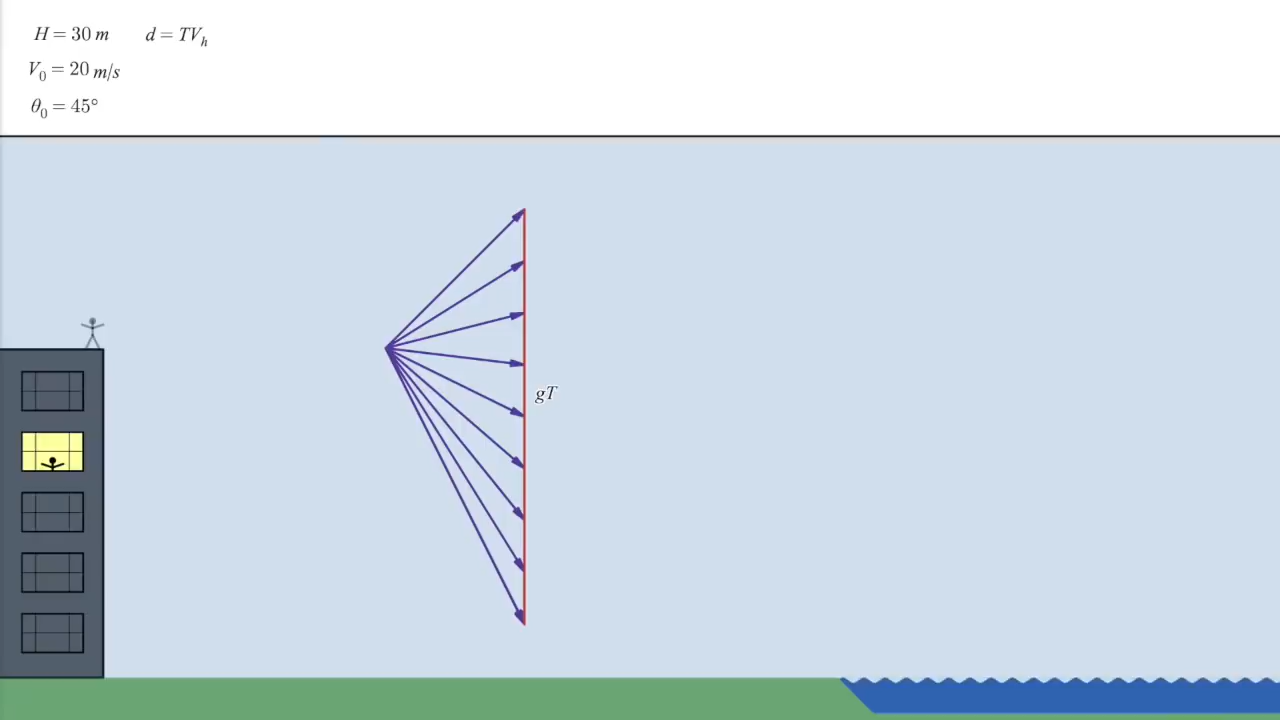 H = 30 m d = TV_h
V_0 = 20 m/s
θ_0 = 45°
gT